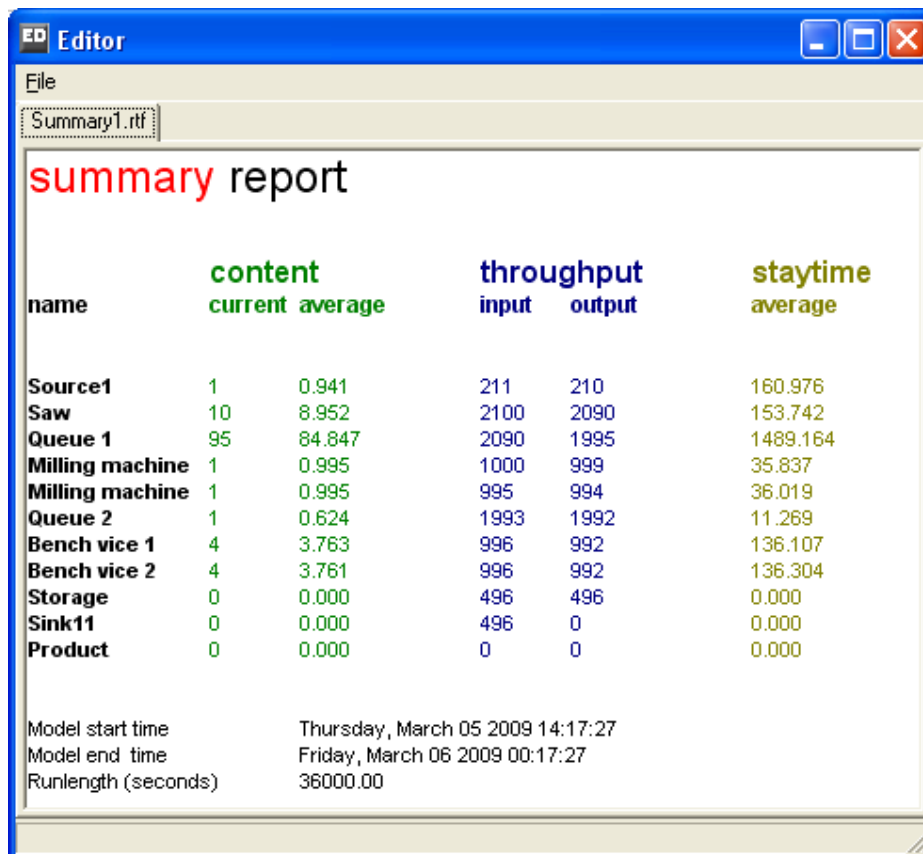 ED Editor
File
Summary1.rtf
summary report
content throughput staytime
name current average input output average
Source1 1 0.941 211 210 160.976
Saw 10 8.952 2100 2090 153.742
Queue 1 95 84.847 2090 1995 1489.164
Milling machine 1 0.995 1000 999 35.837
Milling machine 1 0.995 995 994 36.019
Queue 2 1 0.624 1993 1992 11.269
Bench vice 1 4 3.763 996 992 136.107
Bench vice 2 4 3.761 996 992 136.304
Storage 0 0.000 496 496 0.000
Sink11 0 0.000 496 0 0.000
Product 0 0.000 0 0 0.000
Model start time Thursday, March 05 2009 14:17:27
Model end time Friday, March 06 2009 00:17:27
Runlength (seconds) 36000.00